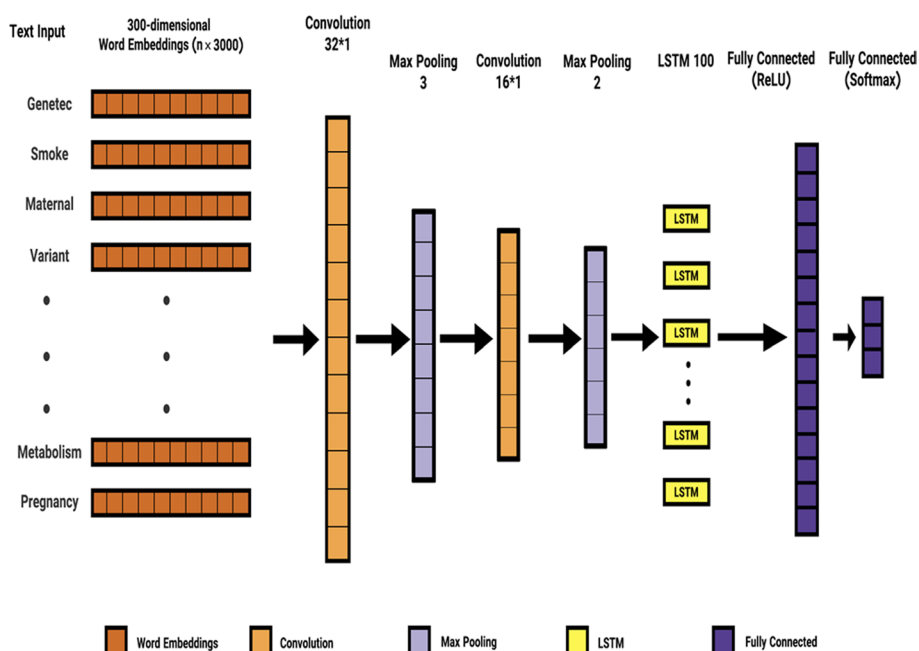 Text Input
300-dimensional
Word Embeddings (n×3000)
Convolution
32*1
Max Pooling
3
Convolution
16*1
Max Pooling
2
LSTM 100
Fully Connected
(ReLU)
Fully Connected
(Softmax)
Genetec
Smoke
Maternal
Variant
Metabolism
Pregnancy
LSTM
LSTM
LSTM
LSTM
LSTM
Word Embeddings
Convolution
Max Pooling
LSTM
Fully Connected